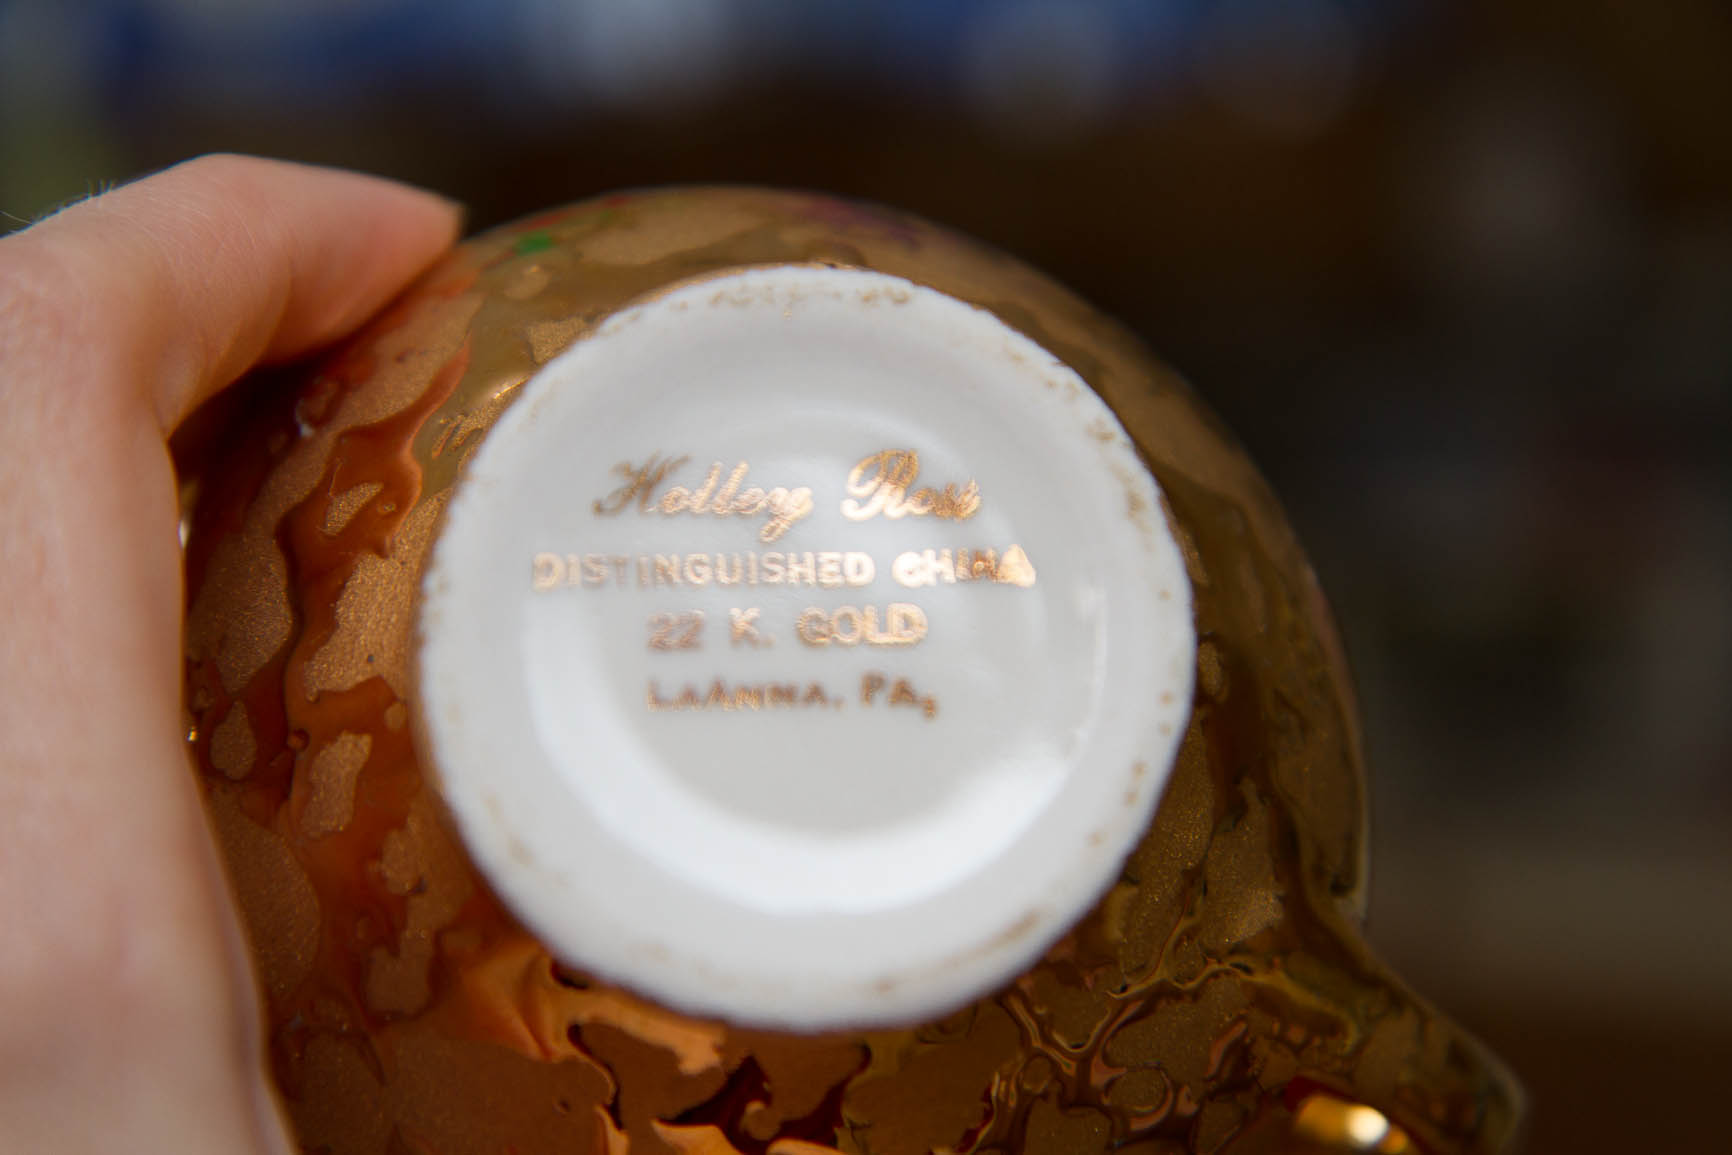 Holley Ross
DISTINGUISHED CHINA
22 K. GOLD
LAANNA, PA.